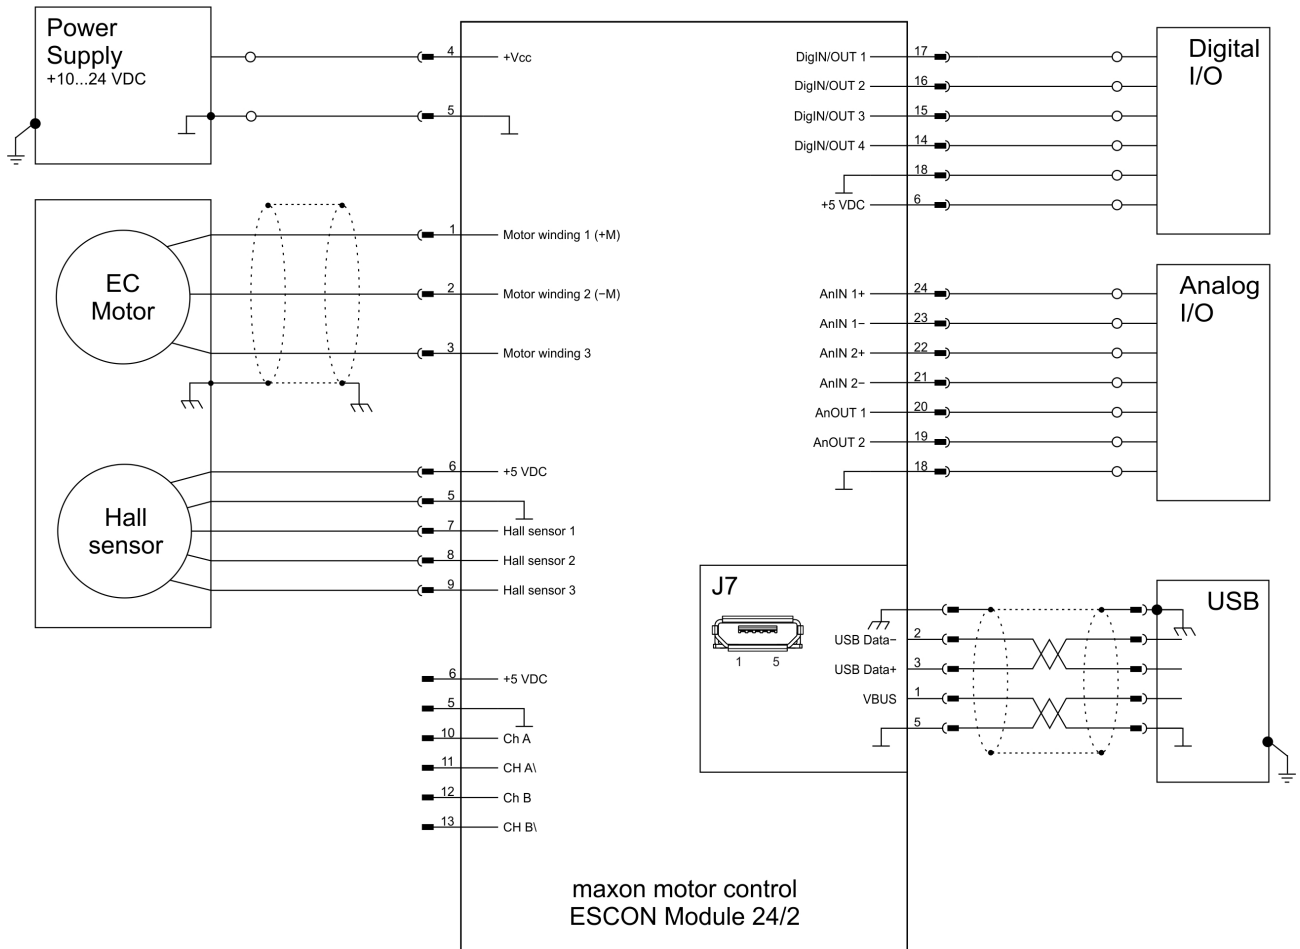 Power
Supply
+10...24 VDC
4
+Vcc
5
EC
Motor
1
Motor winding 1 (+M)
2
Motor winding 2 (−M)
3
Motor winding 3
Hall
sensor
6
+5 VDC
5
7
Hall sensor 1
8
Hall sensor 2
9
Hall sensor 3
6
+5 VDC
5
10
Ch A
11
CH A\
12
Ch B
13
CH B\
DigIN/OUT 1
17
DigIN/OUT 2
16
DigIN/OUT 3
15
DigIN/OUT 4
14
18
+5 VDC
6
Digital
I/O
AnIN 1+
24
AnIN 1−
23
AnIN 2+
22
AnIN 2−
21
AnOUT 1
20
AnOUT 2
19
18
Analog
I/O
J7
1 5
USB Data−
2
USB Data+
3
VBUS
1
5
USB
maxon motor control
ESCON Module 24/2